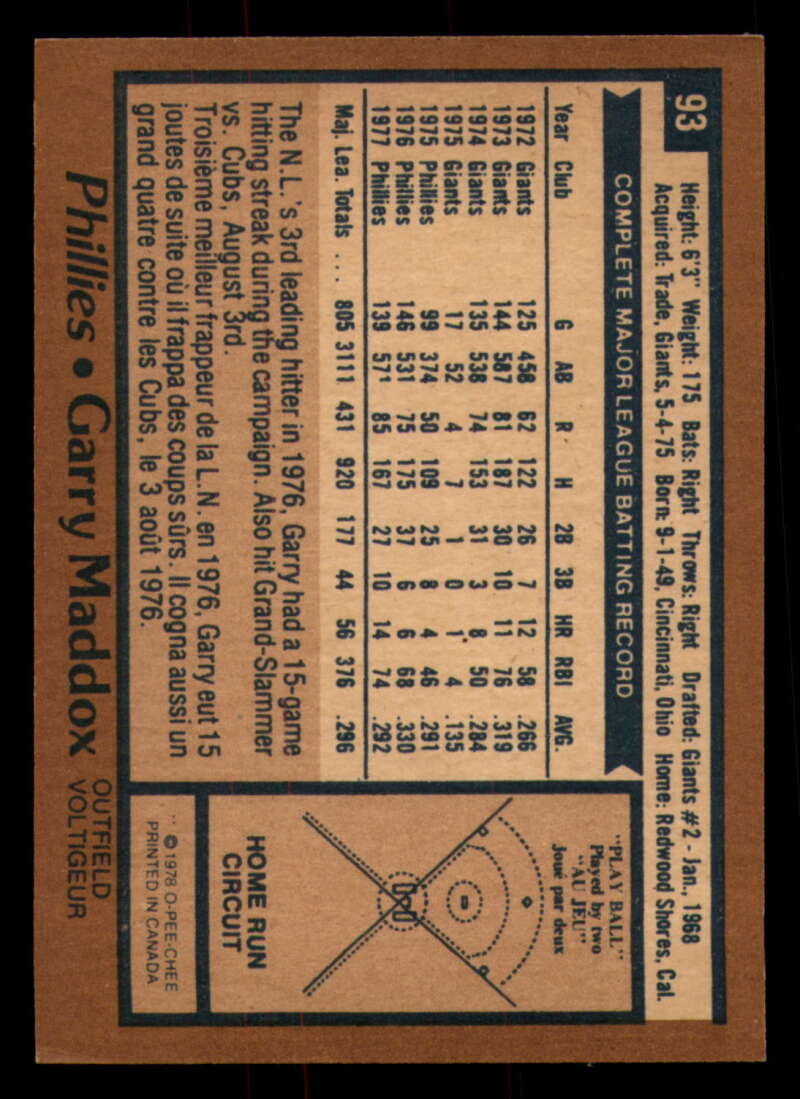 93
Height: 6'3" Weight: 175 Bats: Right Throws: Right Drafted: Giants #2 - Jan., 1968
Acquired: Trade, Giants, 5-4-75 Born: 9-1-49, Cincinnati, Ohio Home: Redwood Shores, Cal.
COMPLETE MAJOR LEAGUE BATTING RECORD
Year Club G AB R H 2B 3B HR RBI AVG.
1972 Giants 125 458 62 122 26 7 12 58 .266
1973 Giants 144 587 81 187 30 10 11 76 .319
1974 Giants 135 538 74 153 31 3 8 50 .284
1975 Giants 17 52 4 7 1 0 1 4 .135
1975 Phillies 99 374 50 109 25 8 4 46 .291
1976 Phillies 146 531 75 175 37 6 6 68 .330
1977 Phillies 139 571 85 167 27 10 14 74 .292
Maj. Lea. Totals ... 805 3111 431 920 177 44 56 376 .296
The N.L.'s 3rd leading hitter in 1976, Garry had a 15-game
hitting streak during the campaign. Also hit Grand-Slammer
vs. Cubs, August 3rd.
Troisième meilleur frappeur de la L.N. en 1976, Garry eut 15
joutes de suite où il frappa des coups sûrs. Il cogna aussi un
grand quatre contre les Cubs, le 3 août 1976.
"PLAY BALL"
Played by two
"AU JEU"
Joué par deux
HOME RUN
CIRCUIT
© 1978 O-PEE-CHEE
PRINTED IN CANADA
Phillies • Garry Maddox OUTFIELD
VOLTIGEUR